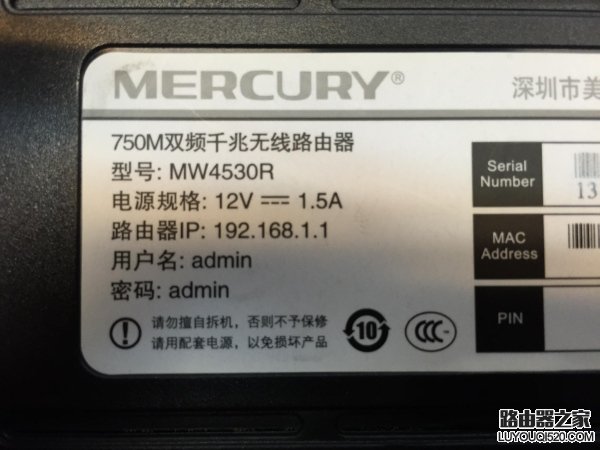 MERCURY®
深圳市美
750M双频千兆无线路由器
型号: MW4530R
电源规格: 12V ⎓ 1.5A
路由器IP: 192.168.1.1
用户名: admin
密码: admin
请勿擅自拆机，否则不予保修
请用配套电源，以免损坏产品
10
CCC
Serial
Number
13
MAC
Address
PIN
路由器之家
LUYOUQI520.COM